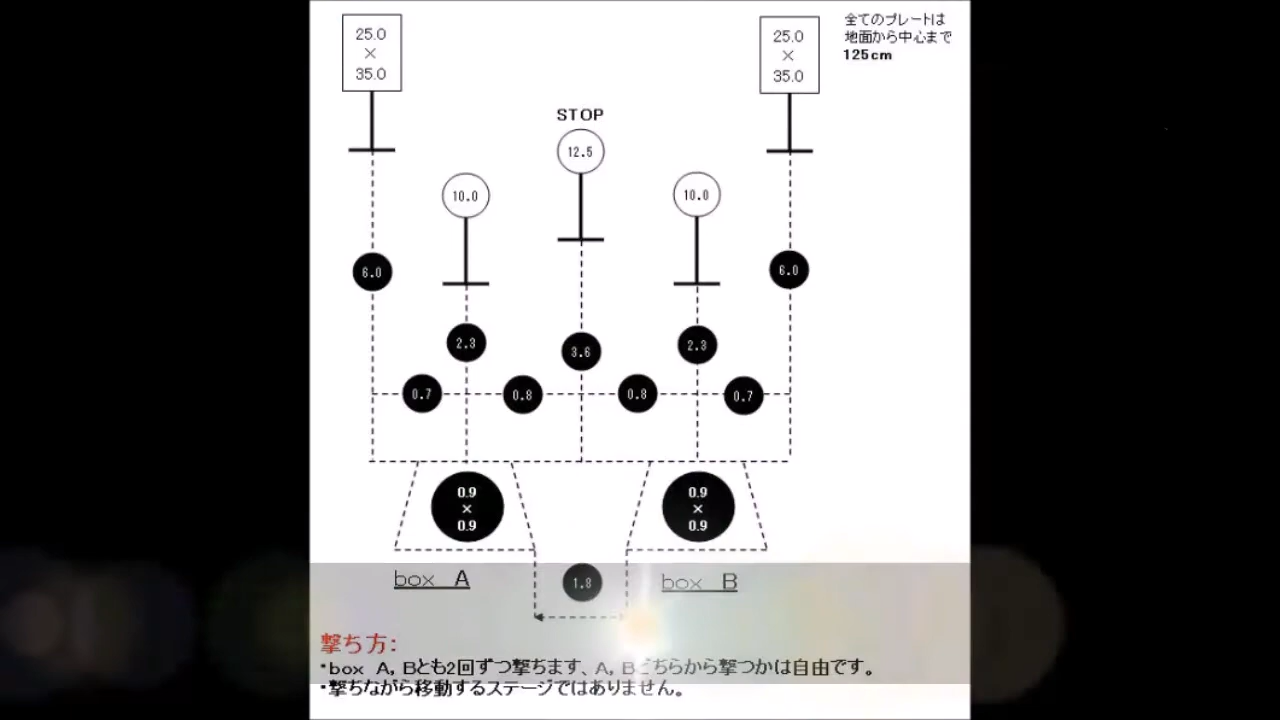 25.0
×
35.0
25.0
×
35.0
全てのプレートは
地面から中心まで
125cm
STOP
12.5
10.0
10.0
6.0
6.0
2.3
3.6
2.3
0.7
0.8
0.8
0.7
0.9
×
0.9
0.9
×
0.9
box A
1.8
box B
撃ち方:
・box A, Bとも2回ずつ撃ちます、A, Bどちらから撃つかは自由です。
・撃ちながら移動するステージではありません。